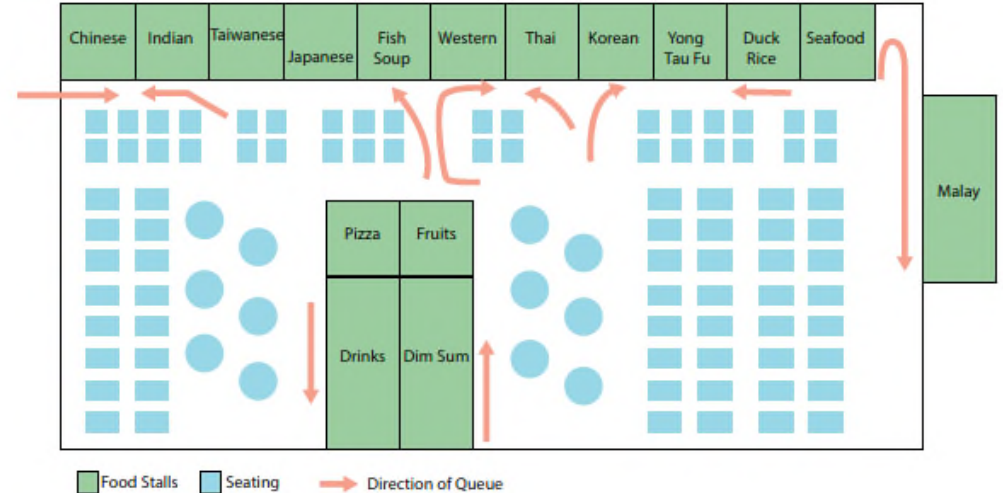 Chinese
Indian
Taiwanese
Japanese
Fish
Soup
Western
Thai
Korean
Yong
Tau Fu
Duck
Rice
Seafood
Malay
Pizza
Fruits
Drinks
Dim Sum
Food Stalls
Seating
Direction of Queue